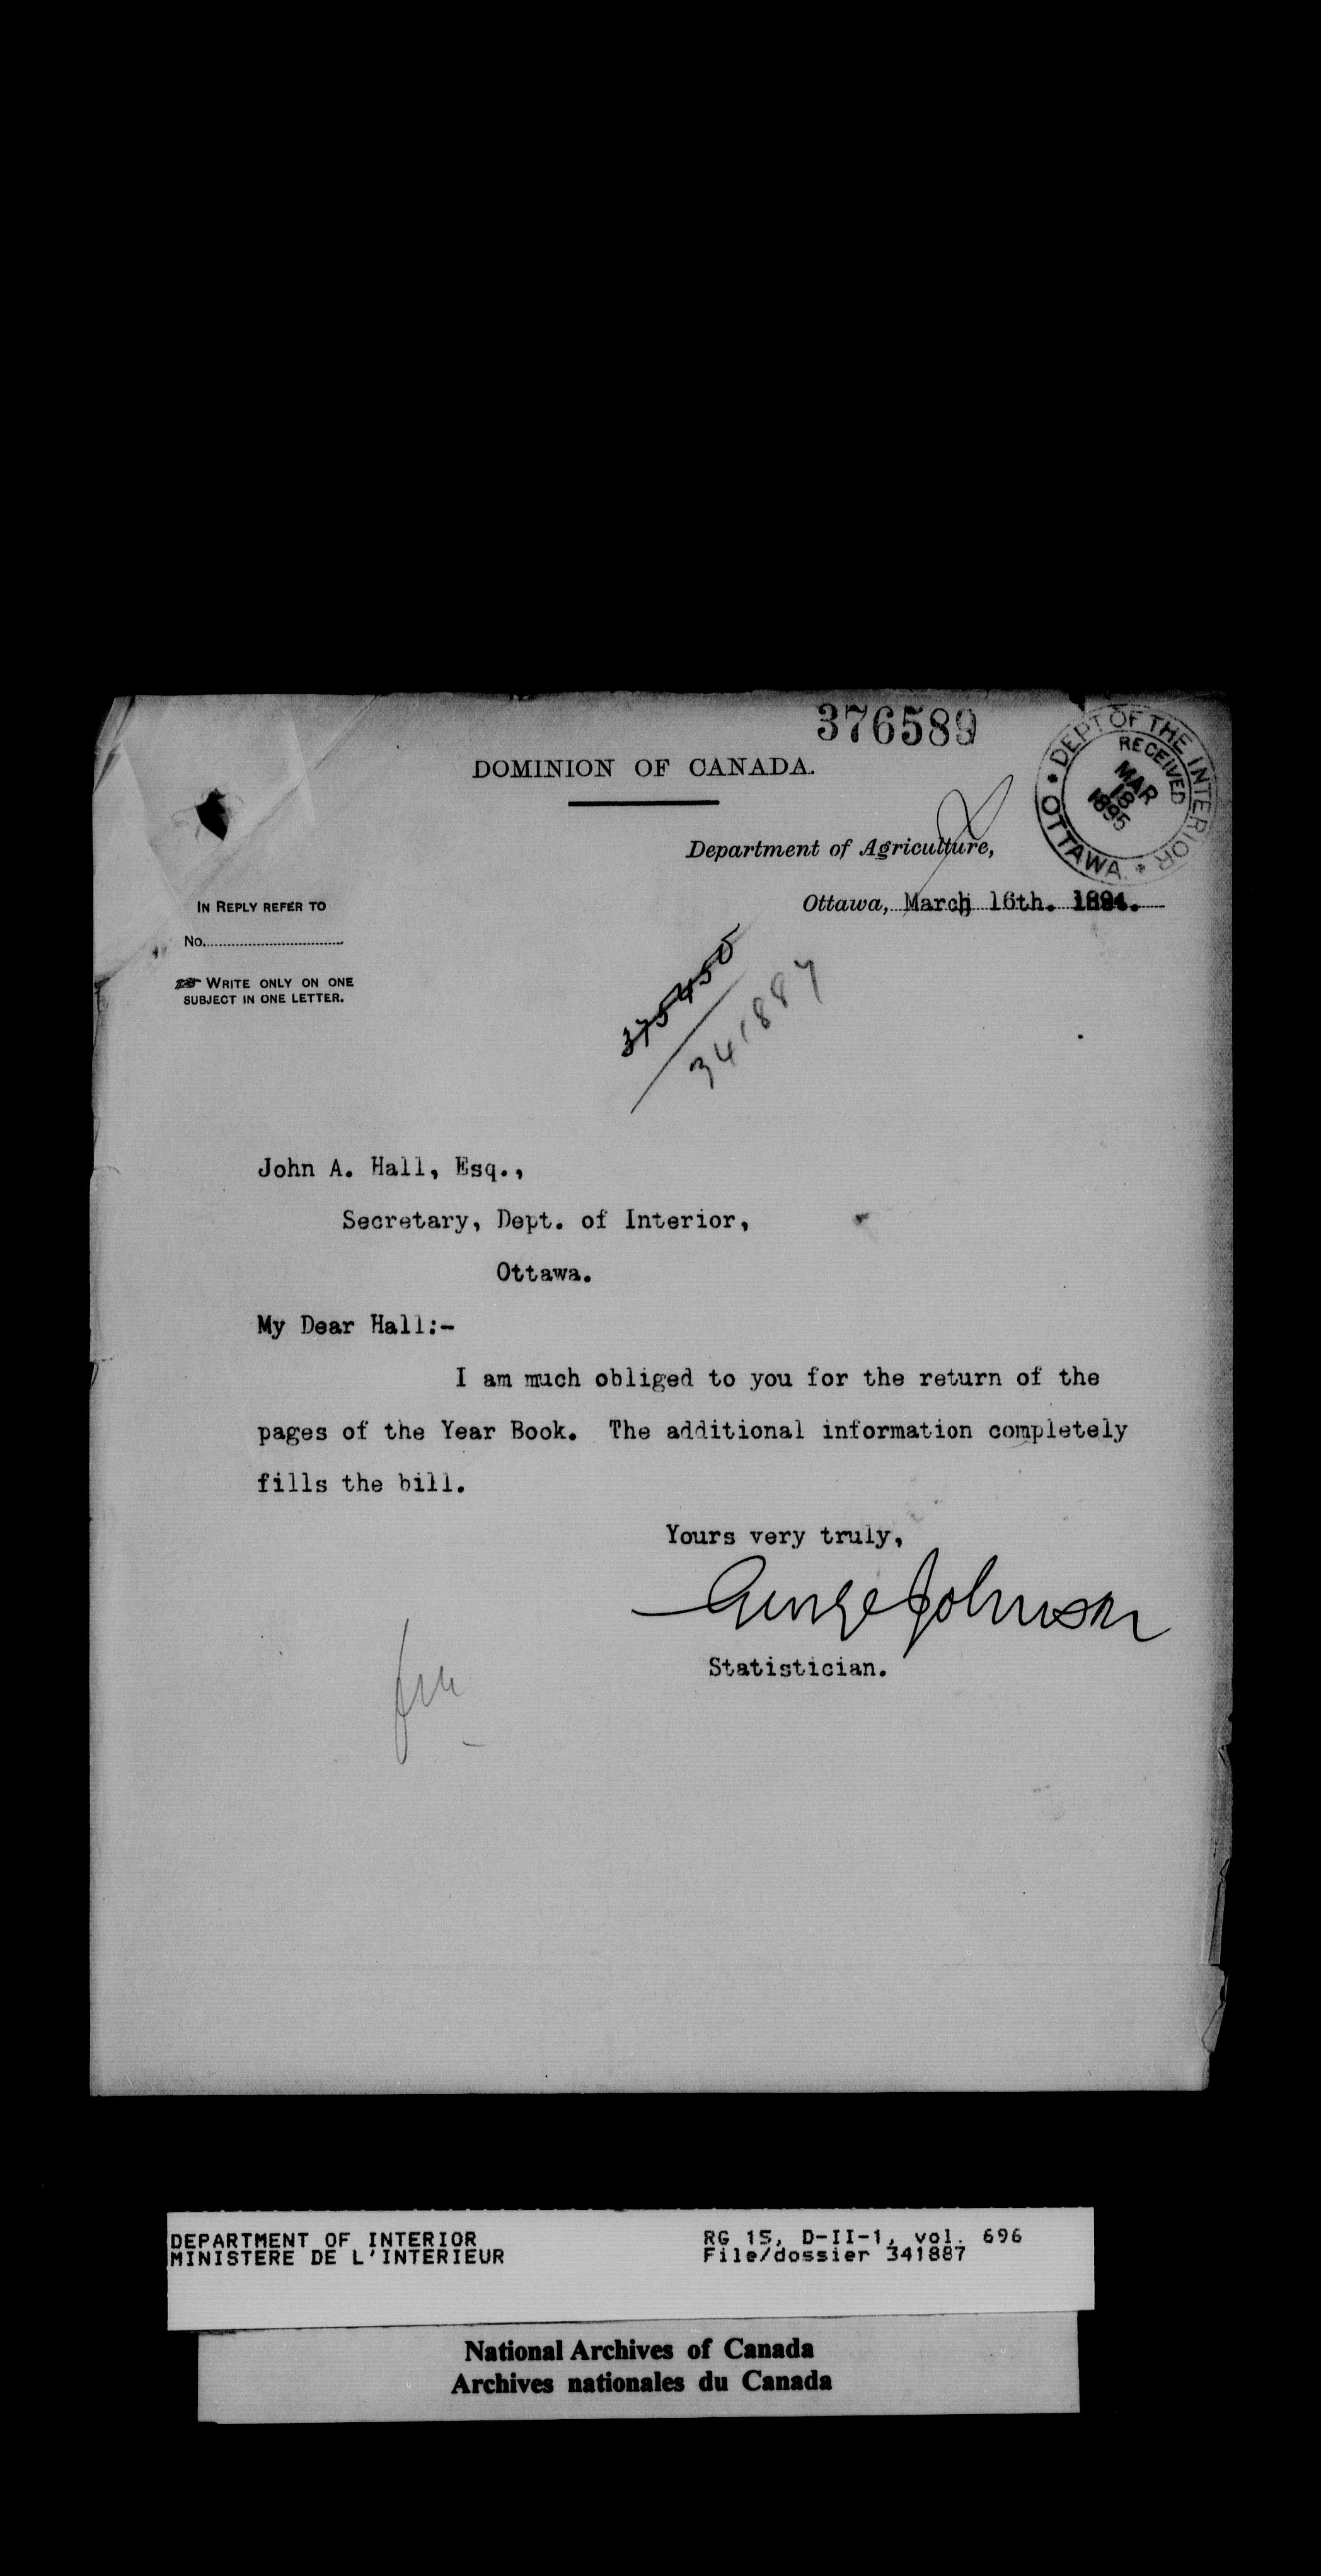 376589
DOMINION OF CANADA.
DEPT OF THE INTERIOR
RECEIVED
MAR
18
1895
OTTAWA
Department of Agriculture,
Ottawa, March 16th.
IN REPLY REFER TO
No.
WRITE ONLY ON ONE
SUBJECT IN ONE LETTER.
375450
341887
John A. Hall, Esq.,
Secretary, Dept. of Interior,
Ottawa.
My Dear Hall:-
I am much obliged to you for the return of the
pages of the Year Book. The additional information completely
fills the bill.
Yours very truly,
George Johnson
Statistician.
DEPARTMENT OF INTERIOR
MINISTERE DE L'INTERIEUR
RG 15, D-II-1, vol. 696
File/dossier 341887
National Archives of Canada
Archives nationales du Canada